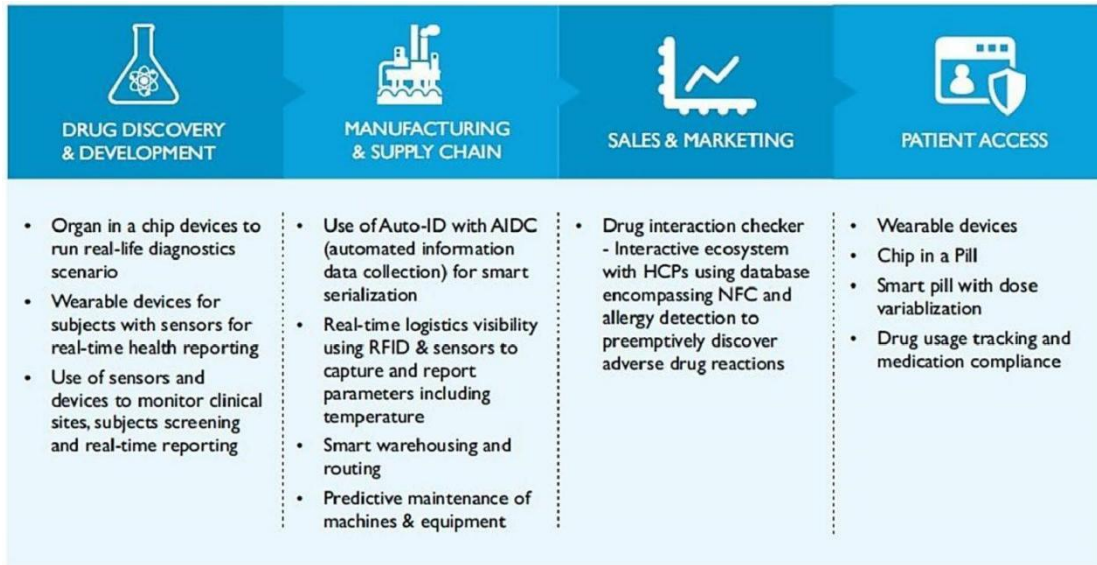 DRUG DISCOVERY
& DEVELOPMENT
MANUFACTURING
& SUPPLY CHAIN
SALES & MARKETING
PATIENT ACCESS
• Organ in a chip devices to
run real-life diagnostics
scenario
• Wearable devices for
subjects with sensors for
real-time health reporting
• Use of sensors and
devices to monitor clinical
sites, subjects screening
and real-time reporting
• Use of Auto-ID with AIDC
(automated information
data collection) for smart
serialization
• Real-time logistics visibility
using RFID & sensors to
capture and report
parameters including
temperature
• Smart warehousing and
routing
• Predictive maintenance of
machines & equipment
• Drug interaction checker
- Interactive ecosystem
with HCPs using database
encompassing NFC and
allergy detection to
preemptively discover
adverse drug reactions
• Wearable devices
• Chip in a Pill
• Smart pill with dose
variablization
• Drug usage tracking and
medication compliance